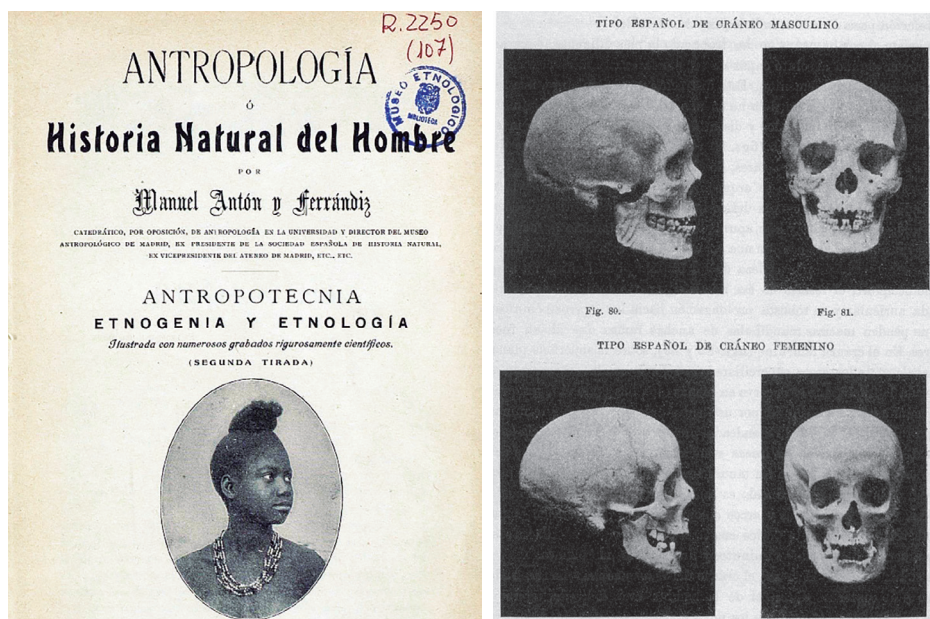 R.2250
(107)
MUSEO ETNOLOGICO
BIBLIOTECA
ANTROPOLOGÍA
Ó
Historia Natural del Hombre
POR
Manuel Antón y Ferrándiz
CATEDRÁTICO, POR OPOSICIÓN, DE ANTROPOLOGÍA EN LA UNIVERSIDAD Y DIRECTOR DEL MUSEO
ANTROPOLÓGICO DE MADRID, EX PRESIDENTE DE LA SOCIEDAD ESPAÑOLA DE HISTORIA NATURAL,
EX VICEPRESIDENTE DEL ATENEO DE MADRID, ETC., ETC.
ANTROPOTECNIA
ETNOGENIA Y ETNOLOGÍA
Ilustrada con numerosos grabados rigurosamente científicos.
(SEGUNDA TIRADA)
TIPO ESPAÑOL DE CRÁNEO MASCULINO
Fig. 80.
Fig. 81.
TIPO ESPAÑOL DE CRÁNEO FEMENINO